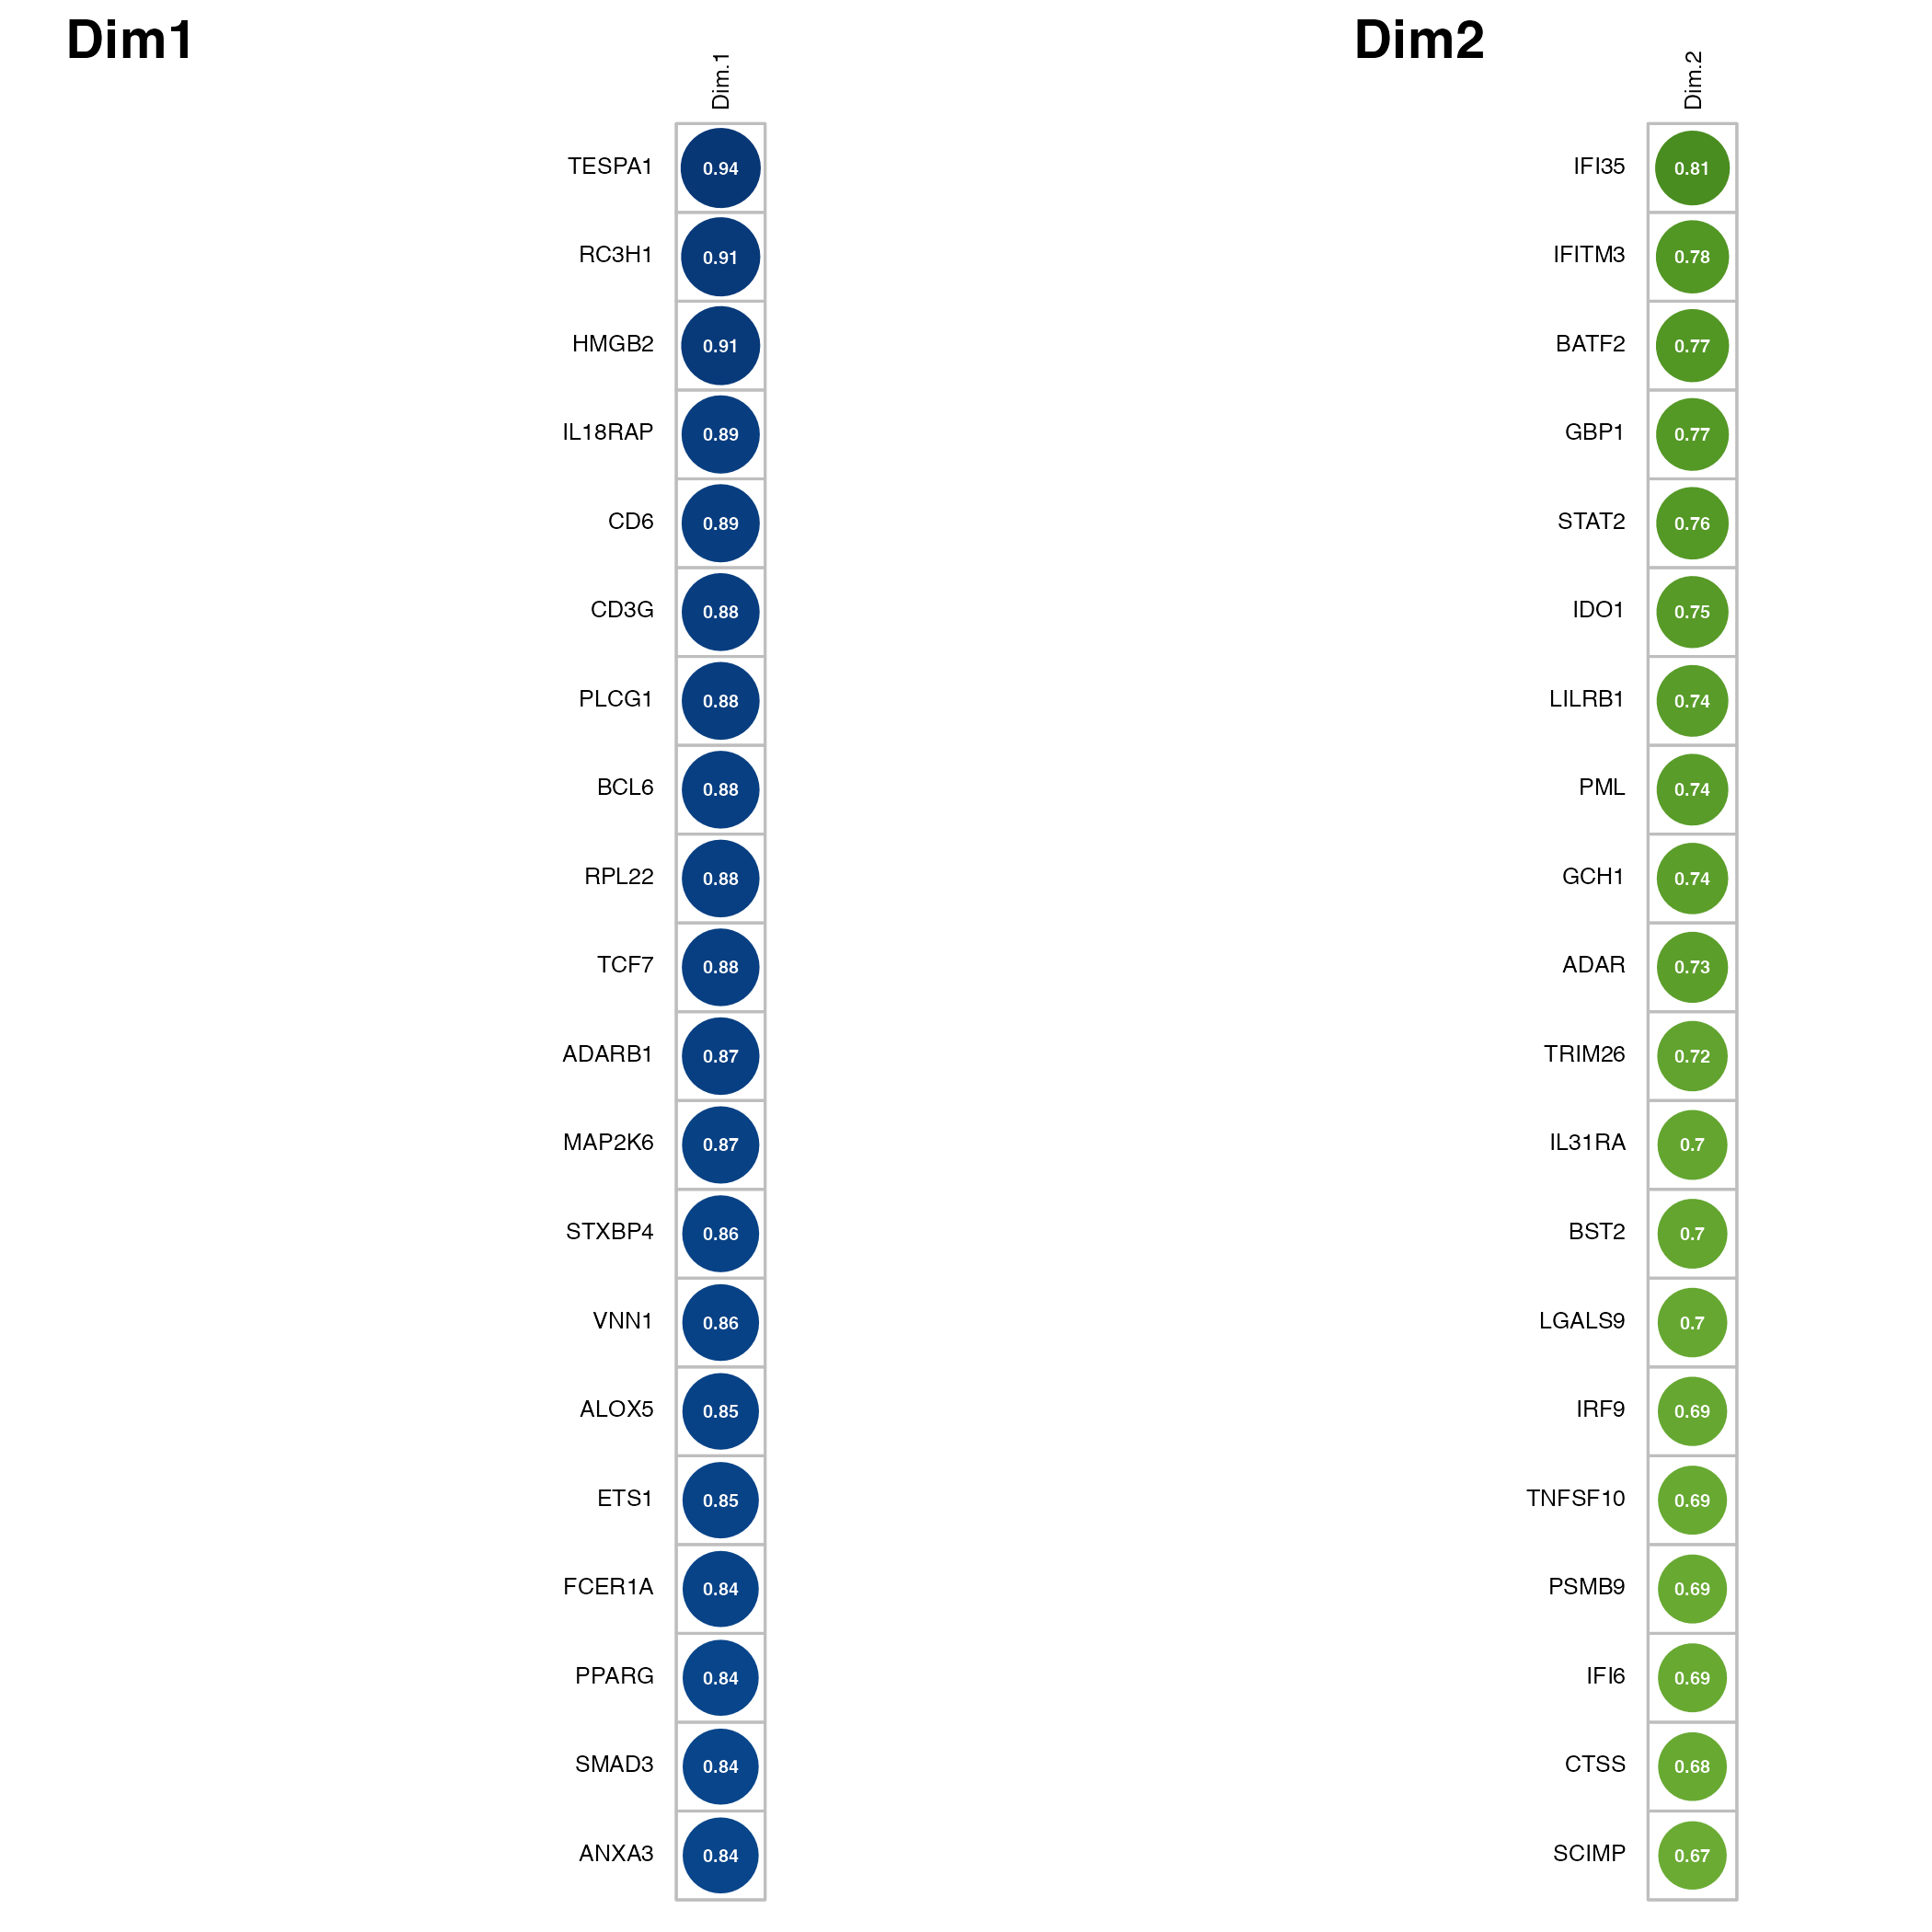 Dim1
Dim.1
TESPA1 0.94
RC3H1 0.91
HMGB2 0.91
IL18RAP 0.89
CD6 0.89
CD3G 0.88
PLCG1 0.88
BCL6 0.88
RPL22 0.88
TCF7 0.88
ADARB1 0.87
MAP2K6 0.87
STXBP4 0.86
VNN1 0.86
ALOX5 0.85
ETS1 0.85
FCER1A 0.84
PPARG 0.84
SMAD3 0.84
ANXA3 0.84
Dim2
Dim.2
IFI35 0.81
IFITM3 0.78
BATF2 0.77
GBP1 0.77
STAT2 0.76
IDO1 0.75
LILRB1 0.74
PML 0.74
GCH1 0.74
ADAR 0.73
TRIM26 0.72
IL31RA 0.7
BST2 0.7
LGALS9 0.7
IRF9 0.69
TNFSF10 0.69
PSMB9 0.69
IFI6 0.69
CTSS 0.68
SCIMP 0.67